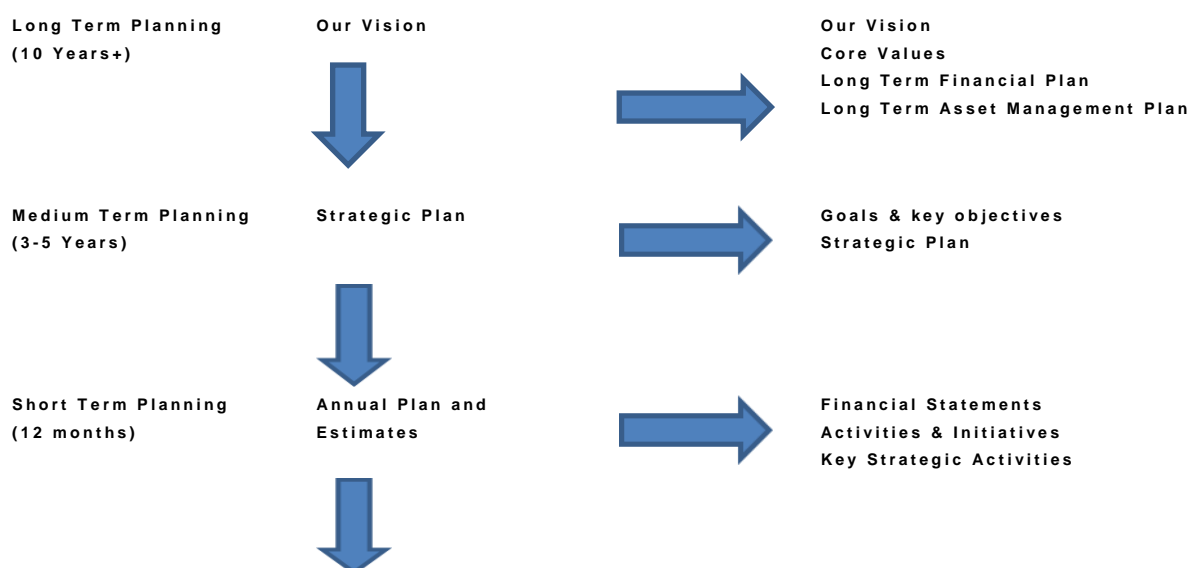 Long Term Planning
(10 Years+)
Our Vision
Our Vision
Core Values
Long Term Financial Plan
Long Term Asset Management Plan
Medium Term Planning
(3-5 Years)
Strategic Plan
Goals & key objectives
Strategic Plan
Short Term Planning
(12 months)
Annual Plan and
Estimates
Financial Statements
Activities & Initiatives
Key Strategic Activities